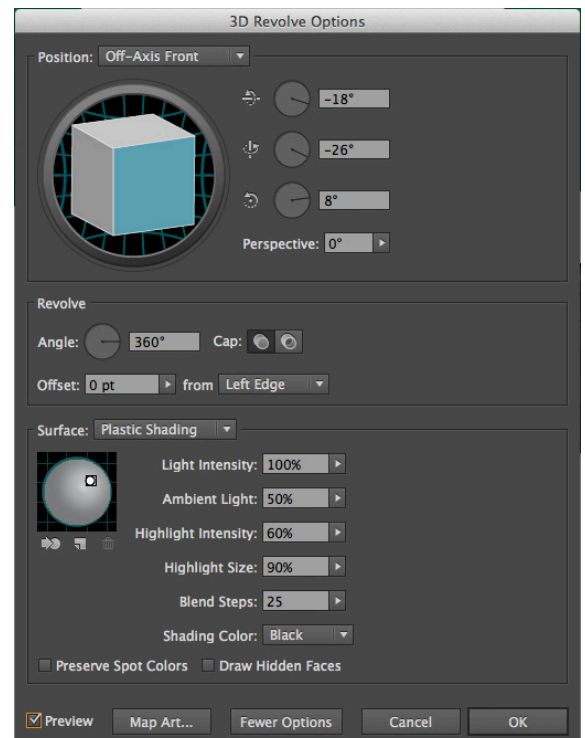 3D Revolve Options
Position: Off-Axis Front
-18°
-26°
8°
Perspective: 0°
Revolve
Angle: 360° Cap:
Offset: 0 pt from Left Edge
Surface: Plastic Shading
Light Intensity: 100%
Ambient Light: 50%
Highlight Intensity: 60%
Highlight Size: 90%
Blend Steps: 25
Shading Color: Black
Preserve Spot Colors Draw Hidden Faces
Preview Map Art... Fewer Options Cancel OK